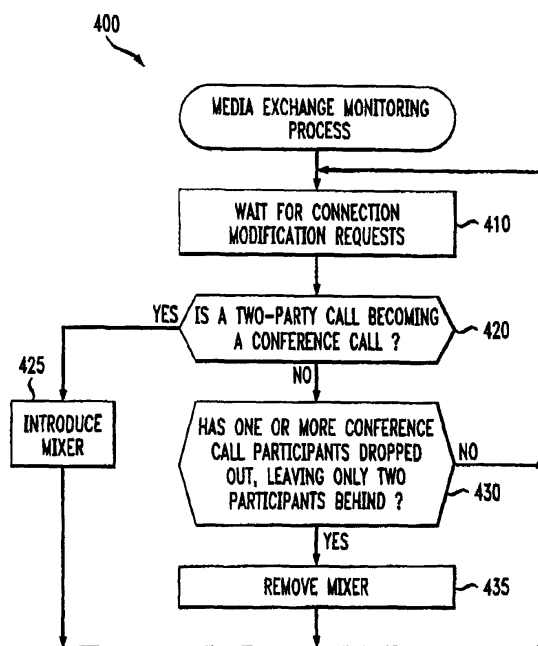 400
MEDIA EXCHANGE MONITORING
PROCESS
WAIT FOR CONNECTION
MODIFICATION REQUESTS
410
YES
IS A TWO-PARTY CALL BECOMING
A CONFERENCE CALL ?
420
NO
425
INTRODUCE
MIXER
HAS ONE OR MORE CONFERENCE
CALL PARTICIPANTS DROPPED
OUT, LEAVING ONLY TWO
PARTICIPANTS BEHIND ?
NO
430
YES
REMOVE MIXER
435